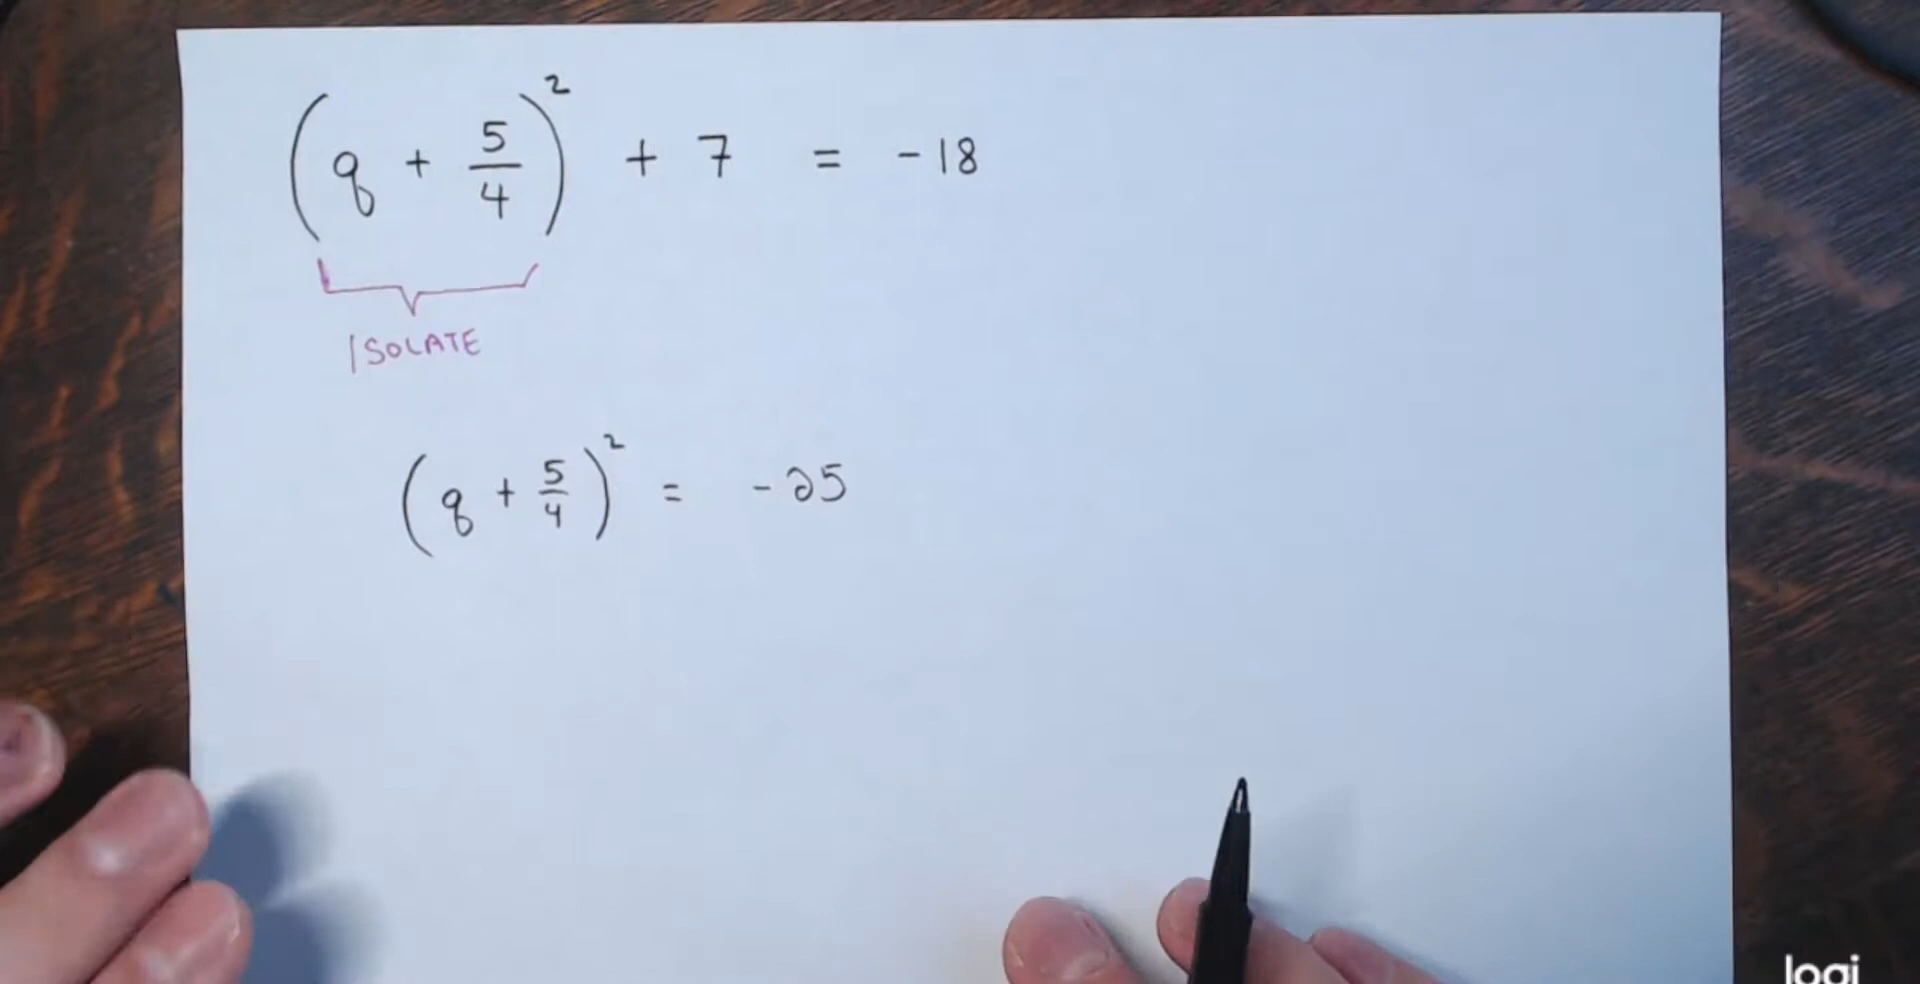 (q + 5/4)² + 7 = -18
ISOLATE
(q + 5/4)² = -25
logi